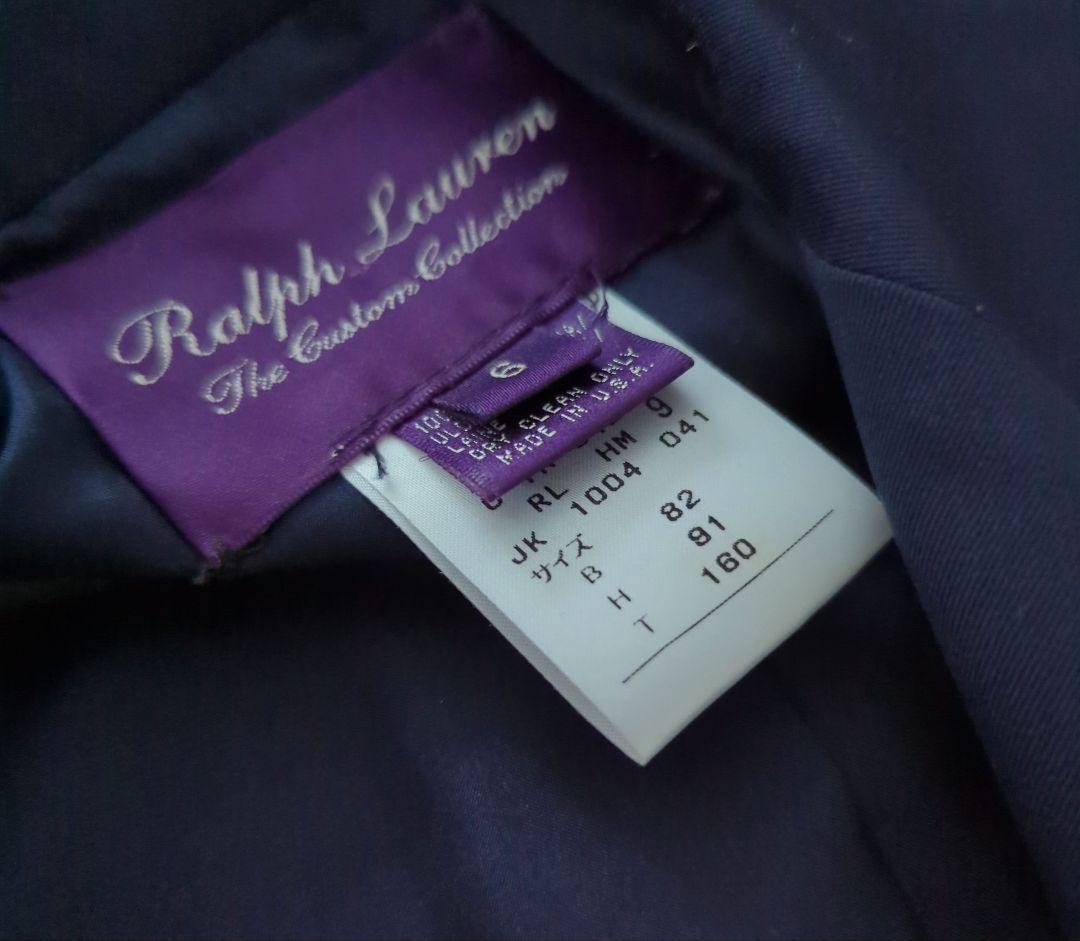 Ralph Lauren
The Custom Collection
6
DRY CLEAN ONLY
MADE IN U.S.A.
9
RL HM
JK 1004 041
サイズ
B 82
H 91
T 160